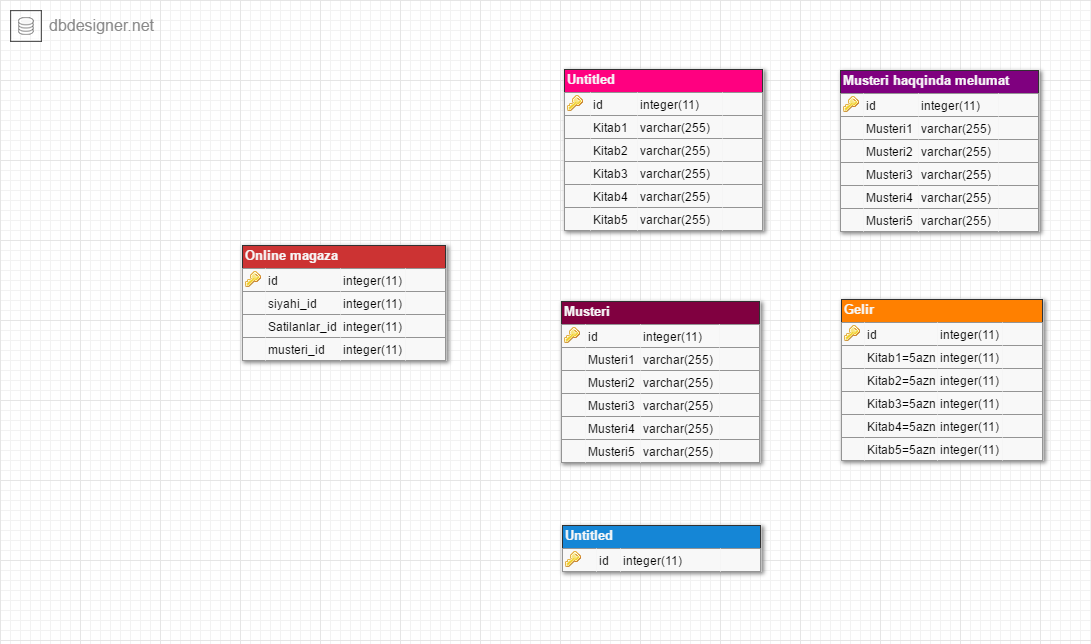 dbdesigner.net
Untitled
id integer(11)
Kitab1 varchar(255)
Kitab2 varchar(255)
Kitab3 varchar(255)
Kitab4 varchar(255)
Kitab5 varchar(255)
Musteri haqqinda melumat
id integer(11)
Musteri1 varchar(255)
Musteri2 varchar(255)
Musteri3 varchar(255)
Musteri4 varchar(255)
Musteri5 varchar(255)
Online magaza
id integer(11)
siyahi_id integer(11)
Satilanlar_id integer(11)
musteri_id integer(11)
Musteri
id integer(11)
Musteri1 varchar(255)
Musteri2 varchar(255)
Musteri3 varchar(255)
Musteri4 varchar(255)
Musteri5 varchar(255)
Gelir
id integer(11)
Kitab1=5azn integer(11)
Kitab2=5azn integer(11)
Kitab3=5azn integer(11)
Kitab4=5azn integer(11)
Kitab5=5azn integer(11)
Untitled
id integer(11)